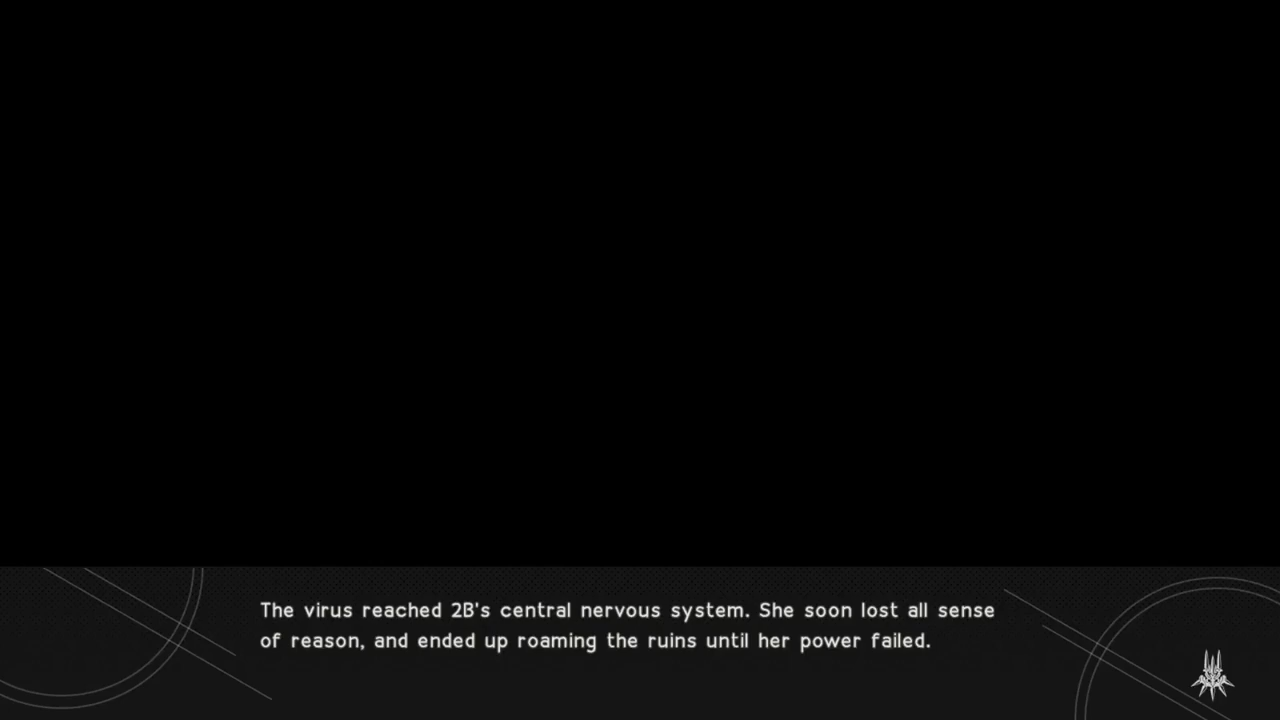 The virus reached 2B's central nervous system. She soon lost all sense
of reason, and ended up roaming the ruins until her power failed.